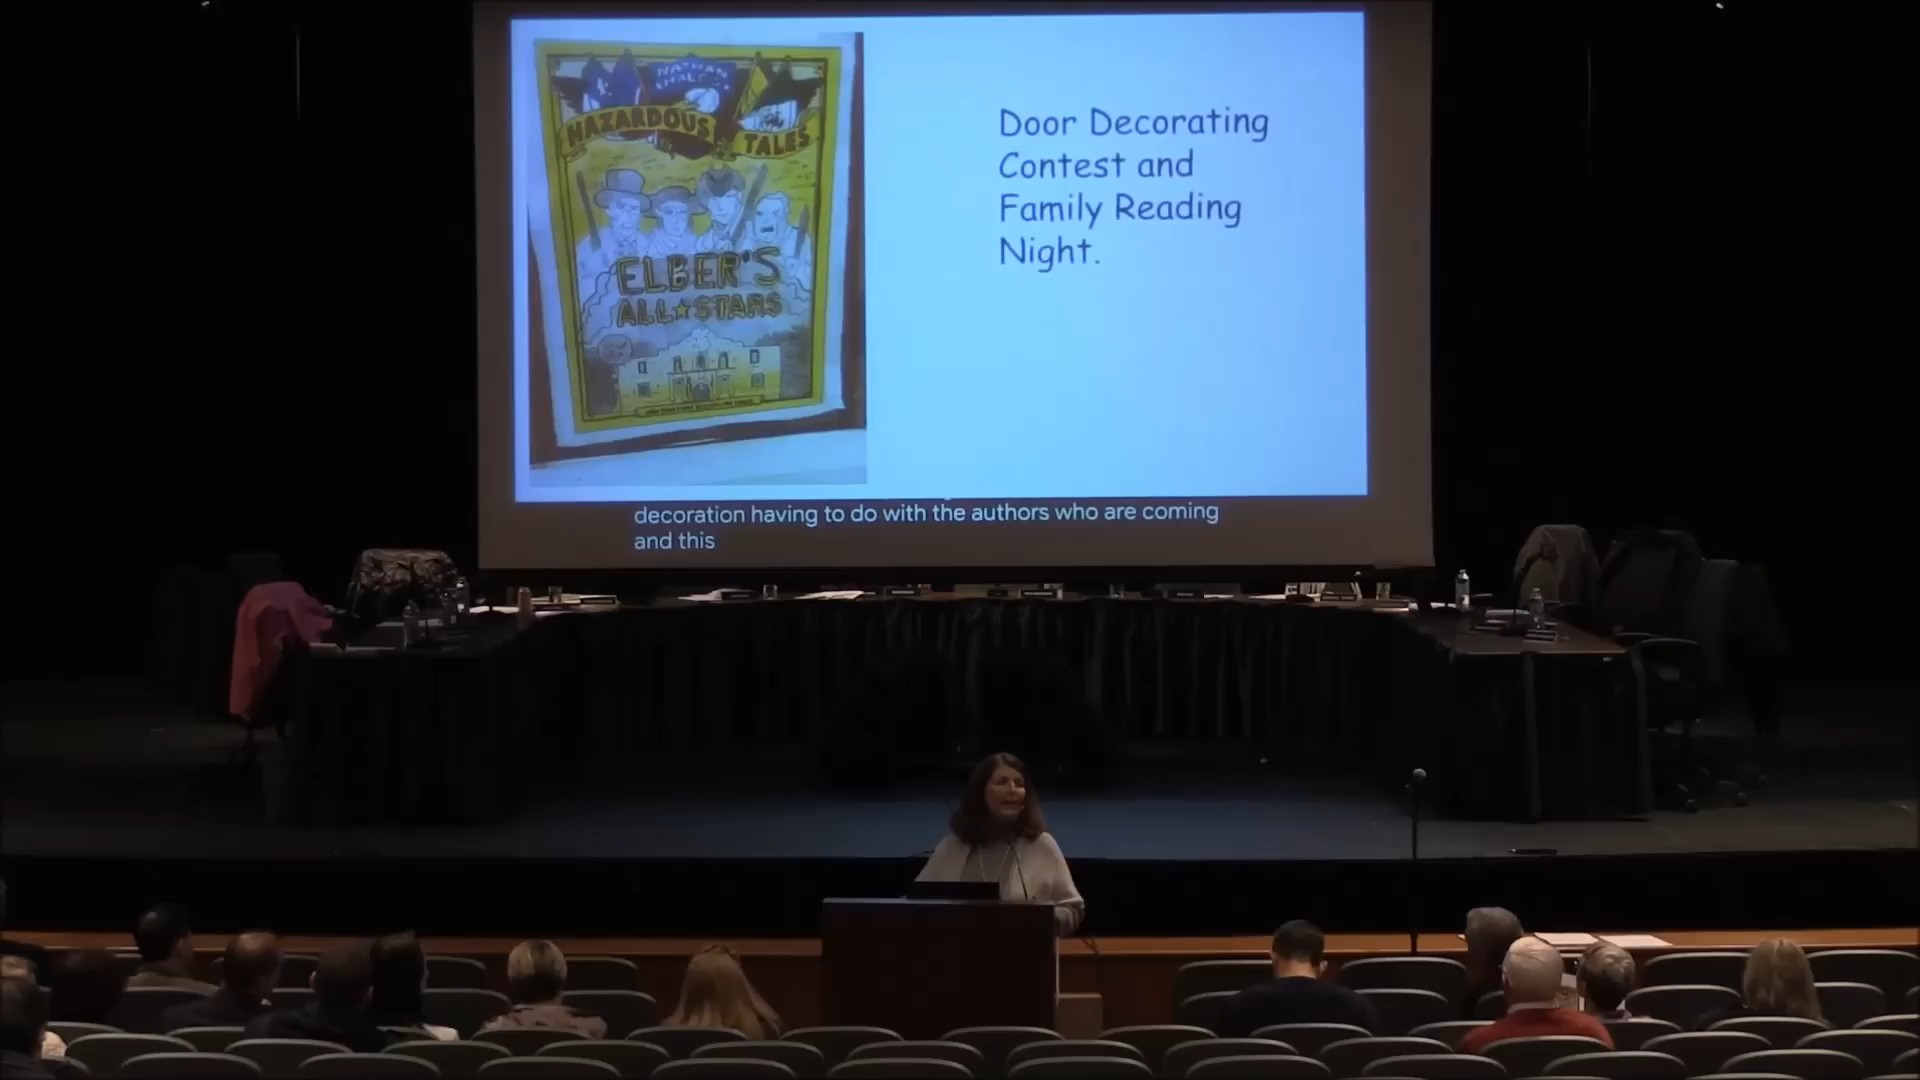 NATHAN
HALE'S
HAZARDOUS
TALES
ELBER'S
ALL★STARS
Door Decorating
Contest and
Family Reading
Night.
decoration having to do with the authors who are coming
and this